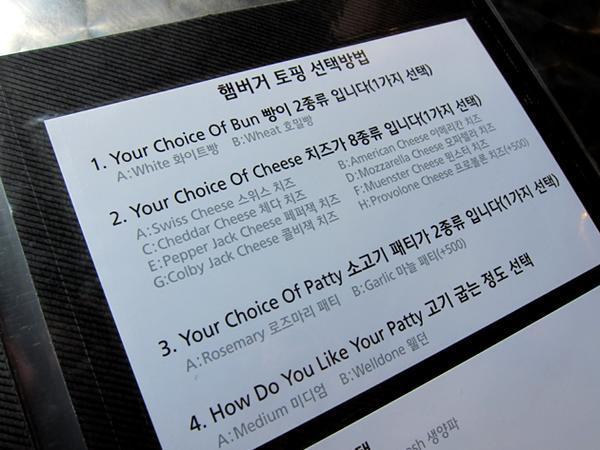 햄버거 토핑 선택방법
1. Your Choice Of Bun 빵이 2종류 입니다(1가지 선택)
A:White 화이트빵 B:Wheat 호밀빵
2. Your Choice Of Cheese 치즈가 8종류 입니다(1가지 선택)
A:Swiss Cheese 스위스 치즈 B:American Cheese 아메리칸 치즈
C:Cheddar Cheese 체다 치즈 D:Mozzarella Cheese 모짜렐라 치즈
E:Pepper Jack Cheese 페퍼잭 치즈 F:Muenster Cheese 뮌스터 치즈
G:Colby Jack Cheese 콜비잭 치즈 H:Provolone Cheese 프로볼론 치즈(+500)
3. Your Choice Of Patty 소고기 패티가 2종류 입니다(1가지 선택)
A:Rosemary 로즈마리 패티 B:Garlic 마늘 패티(+500)
4. How Do You Like Your Patty 고기 굽는 정도 선택
A:Medium 미디엄 B:Welldone 웰던
생양파